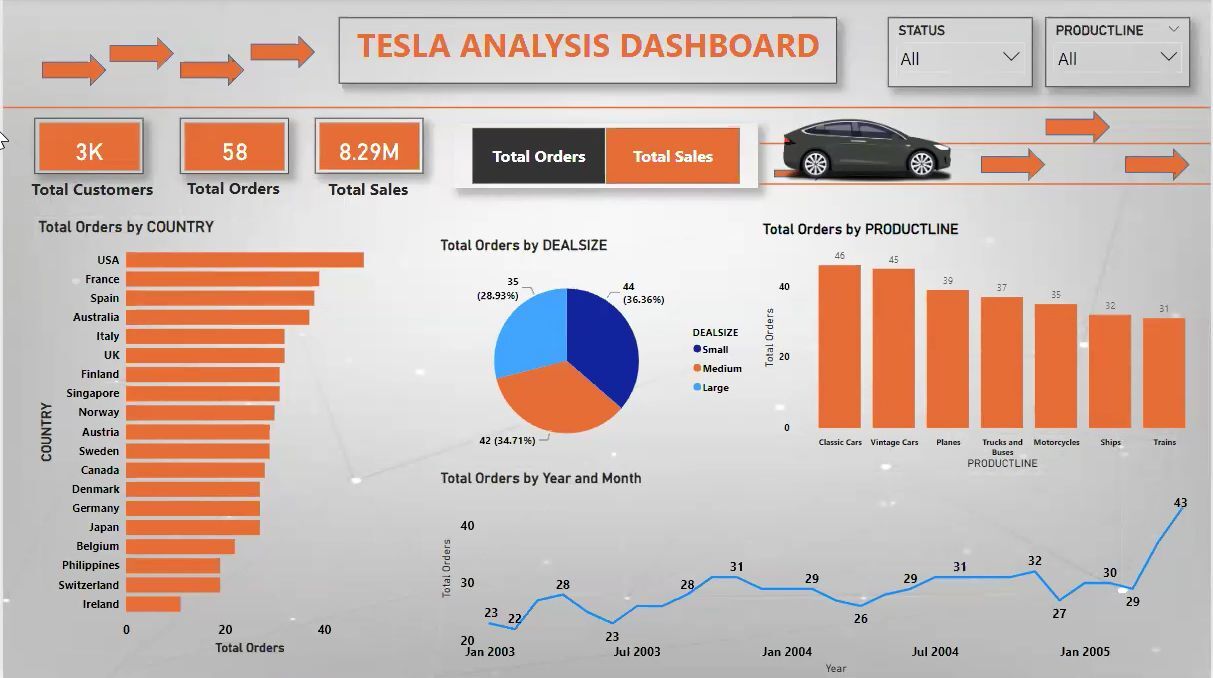 TESLA ANALYSIS DASHBOARD
STATUS
All
PRODUCTLINE
All
3K
Total Customers
58
Total Orders
8.29M
Total Sales
Total Orders
Total Sales
Total Orders by COUNTRY
COUNTRY
USA
France
Spain
Australia
Italy
UK
Finland
Singapore
Norway
Austria
Sweden
Canada
Denmark
Germany
Japan
Belgium
Philippines
Switzerland
Ireland
0
20
40
Total Orders
Total Orders by DEALSIZE
35
(28.93%)
44
(36.36%)
42 (34.71%)
DEALSIZE
Small
Medium
Large
Total Orders by PRODUCTLINE
Total Orders
40
20
0
46
45
39
37
35
32
31
Classic Cars
Vintage Cars
Planes
Trucks and
Buses
Motorcycles
Ships
Trains
PRODUCTLINE
Total Orders by Year and Month
Total Orders
40
30
20
23
22
28
23
28
31
29
26
29
31
32
27
30
29
43
Jan 2003
Jul 2003
Jan 2004
Jul 2004
Jan 2005
Year